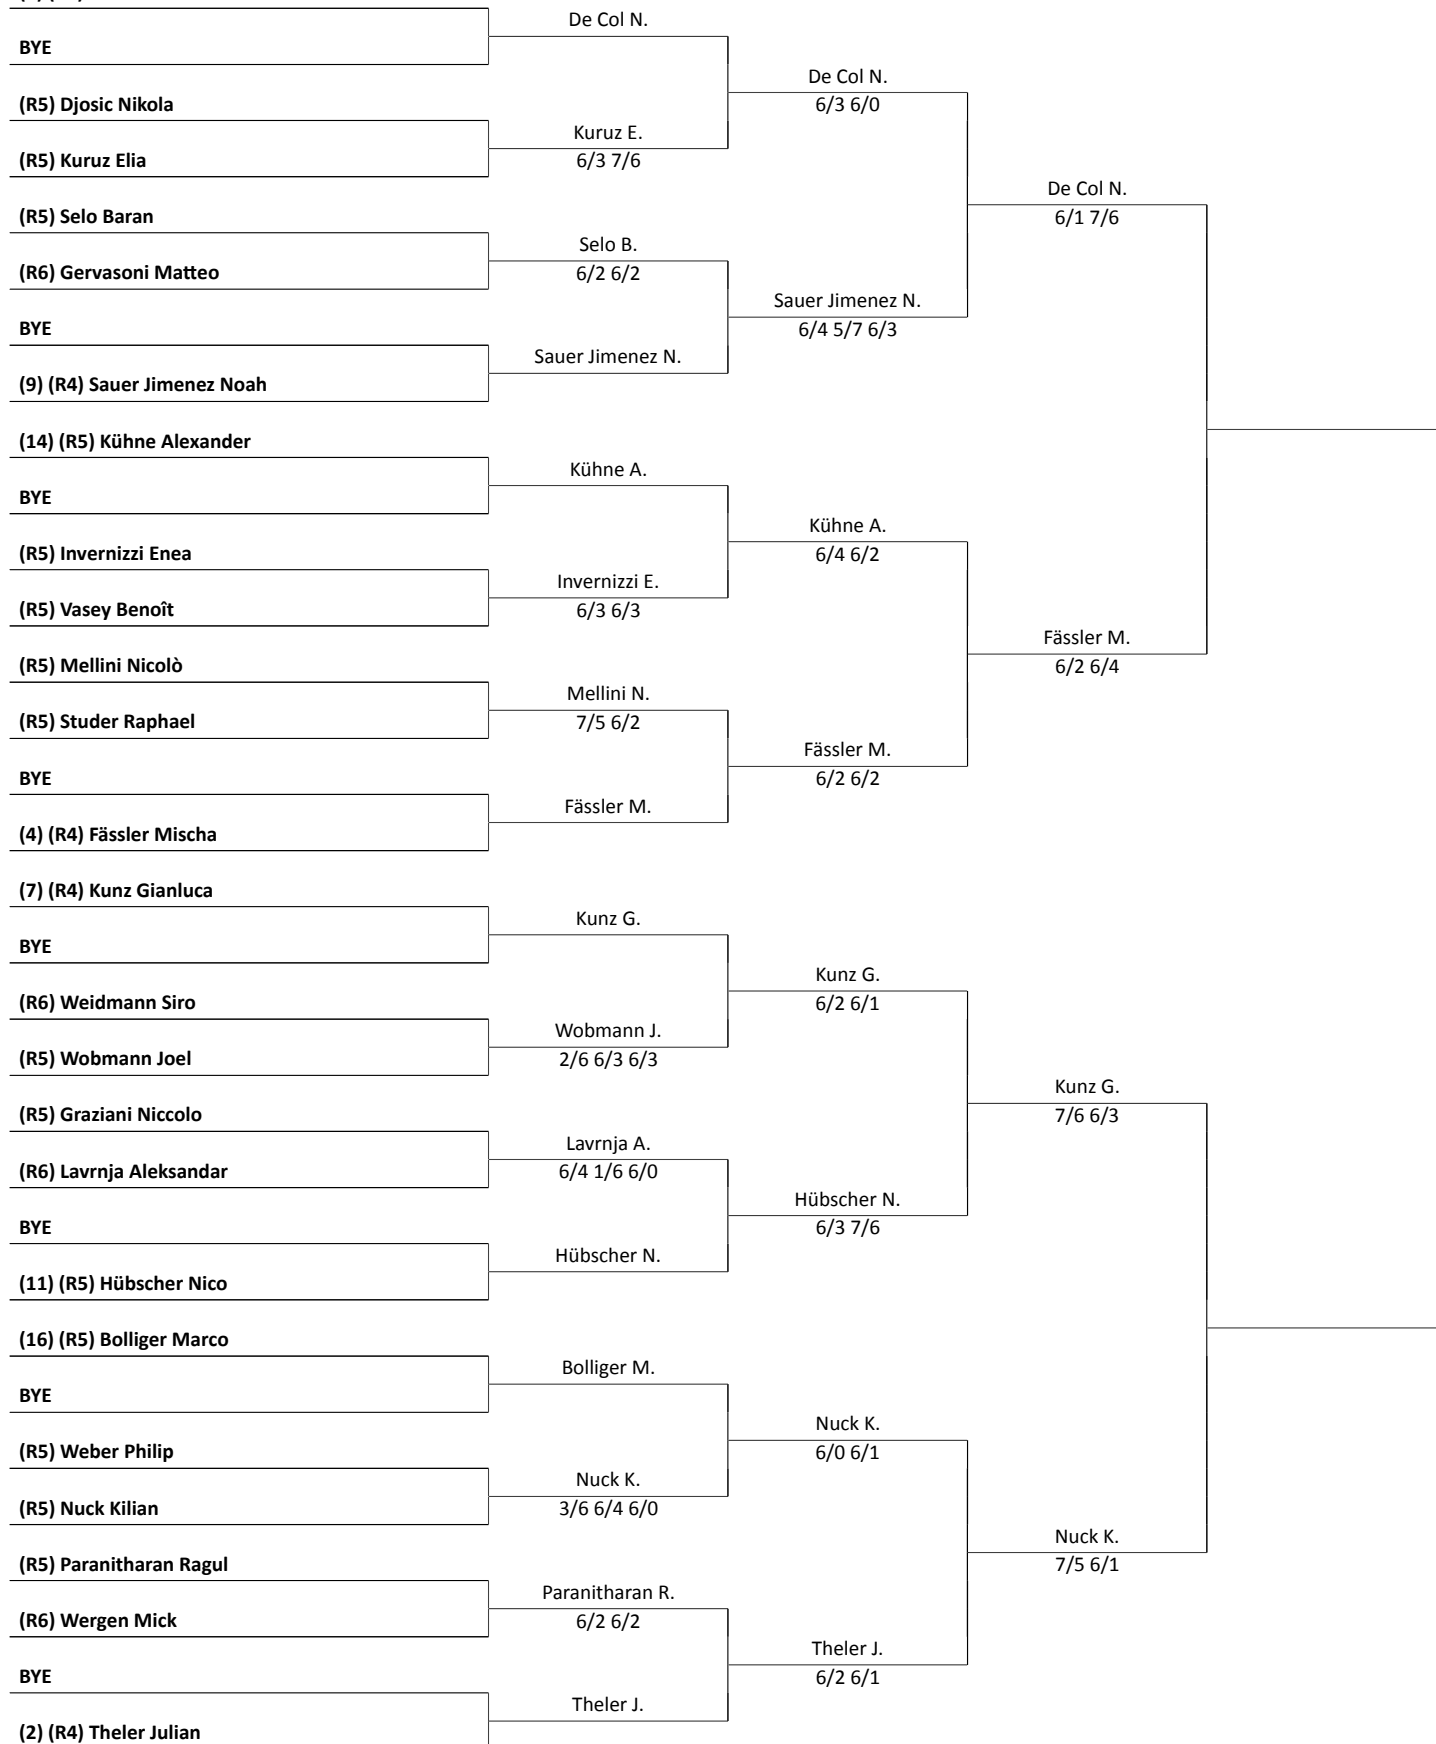 De Col N.
BYE
De Col N.
(R5) Djosic Nikola
6/3 6/0
Kuruz E.
(R5) Kuruz Elia
6/3 7/6
De Col N.
(R5) Selo Baran
6/1 7/6
Selo B.
(R6) Gervasoni Matteo
6/2 6/2
Sauer Jimenez N.
BYE
6/4 5/7 6/3
Sauer Jimenez N.
(9) (R4) Sauer Jimenez Noah
(14) (R5) Kühne Alexander
Kühne A.
BYE
Kühne A.
(R5) Invernizzi Enea
6/4 6/2
Invernizzi E.
(R5) Vasey Benoît
6/3 6/3
Fässler M.
(R5) Mellini Nicolò
6/2 6/4
Mellini N.
(R5) Studer Raphael
7/5 6/2
Fässler M.
BYE
6/2 6/2
Fässler M.
(4) (R4) Fässler Mischa
(7) (R4) Kunz Gianluca
Kunz G.
BYE
Kunz G.
(R6) Weidmann Siro
6/2 6/1
Wobmann J.
(R5) Wobmann Joel
2/6 6/3 6/3
Kunz G.
(R5) Graziani Niccolo
7/6 6/3
Lavrnja A.
(R6) Lavrnja Aleksandar
6/4 1/6 6/0
Hübscher N.
BYE
6/3 7/6
Hübscher N.
(11) (R5) Hübscher Nico
(16) (R5) Bolliger Marco
Bolliger M.
BYE
Nuck K.
(R5) Weber Philip
6/0 6/1
Nuck K.
(R5) Nuck Kilian
3/6 6/4 6/0
Nuck K.
(R5) Paranitharan Ragul
7/5 6/1
Paranitharan R.
(R6) Wergen Mick
6/2 6/2
Theler J.
BYE
6/2 6/1
Theler J.
(2) (R4) Theler Julian